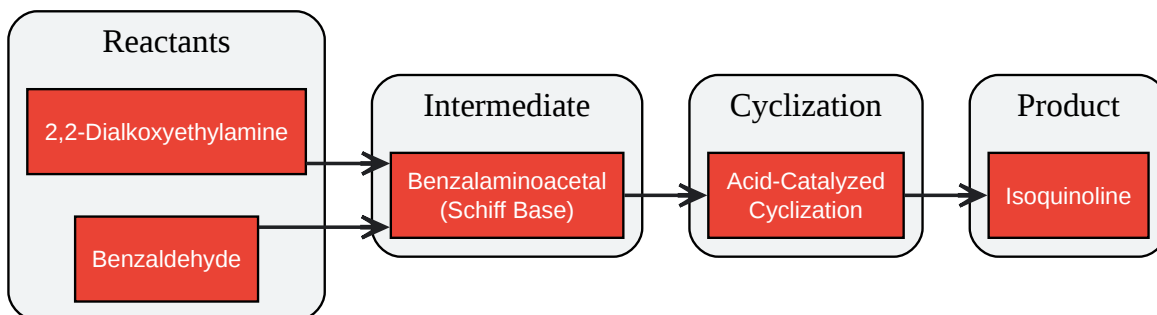 Reactants
2,2-Dialkoxyethylamine
Benzaldehyde
Intermediate
Benzalaminoacetal
(Schiff Base)
Cyclization
Acid-Catalyzed
Cyclization
Product
Isoquinoline